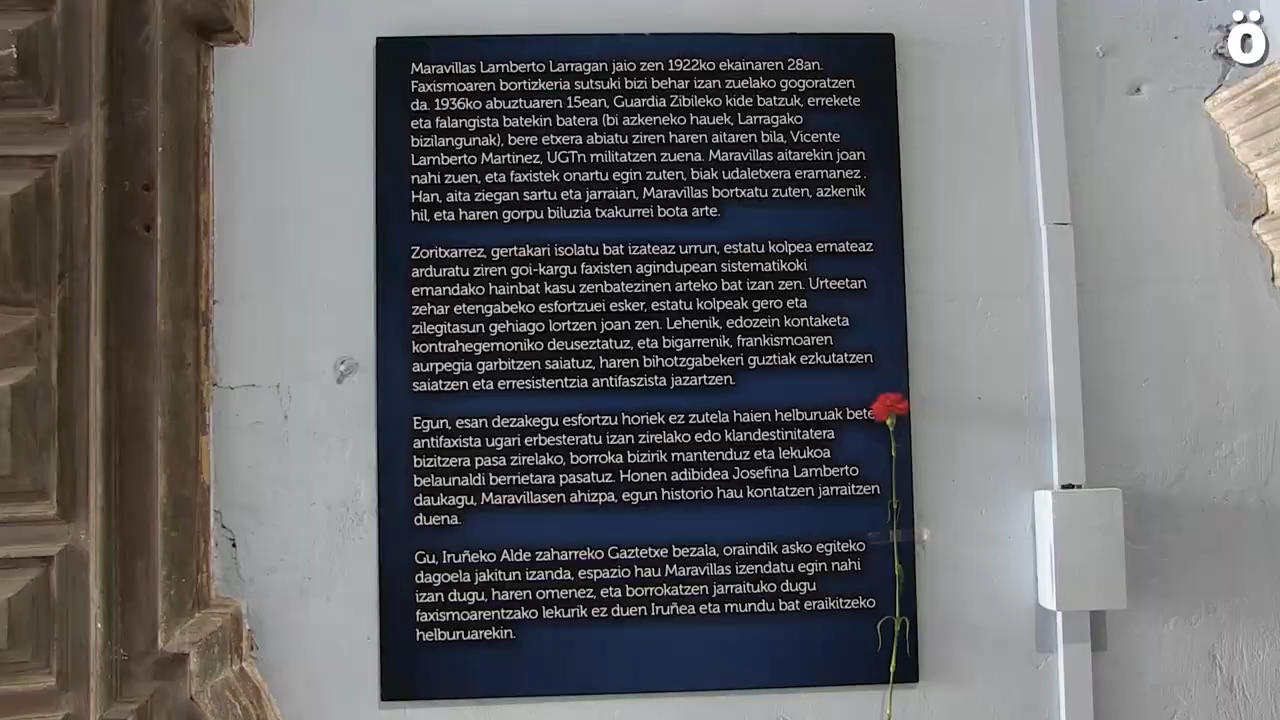 ö
Maravillas Lamberto Larragan jaio zen 1922ko ekainaren 28an.
Faxismoaren bortizkeria sutsuki bizi behar izan zuelako gogoratzen
da. 1936ko abuztuaren 15ean, Guardia Zibileko kide batzuk, errekete
eta falangista batekin batera (bi azkeneko hauek, Larragako
bizilangunak), bere etxera abiatu ziren haren aitaren bila, Vicente
Lamberto Martinez, UGTn militatzen zuena. Maravillas aitarekin joan
nahi zuen, eta faxistek onartu egin zuten, biak udaletxera eramanez.
Han, aita ziegan sartu eta jarraian, Maravillas bortxatu zuten, azkenik
hil, eta haren gorpu biluzia txakurrei bota arte.
Zoritxarrez, gertakari isolatu bat izateaz urrun, estatu kolpea emateaz
arduratu ziren goi-kargu faxisten agindupean sistematikoki
emandako hainbat kasu zenbatezinen arteko bat izan zen. Urteetan
zehar etengabeko esfortzuei esker, estatu kolpeak gero eta
zilegitasun gehiago lortzen joan zen. Lehenik, edozein kontaketa
kontrahegemoniko deuseztatuz, eta bigarrenik, frankismoaren
aurpegia garbitzen saiatuz, haren bihotzgabekeri guztiak ezkutatzen
saiatzen eta erresistentzia antifaszista jazartzen.
Egun, esan dezakegu esfortzu horiek ez zutela haien helburuak bete
antifaxista ugari erbesteratu izan zirelako edo klandestinitatera
bizitzera pasa zirelako, borroka bizirik mantenduz eta lekukoa
belaunaldi berrietara pasatuz. Honen adibidea Josefina Lamberto
daukagu, Maravillasen ahizpa, egun historio hau kontatzen jarraitzen
duena.
Gu, Iruñeko Alde zaharreko Gaztetxe bezala, oraindik asko egiteko
dagoela jakitun izanda, espazio hau Maravillas izendatu egin nahi
izan dugu, haren omenez, eta borrokatzen jarraituko dugu
faxismoarentzako lekurik ez duen Iruñea eta mundu bat eraikitzeko
helburuarekin.